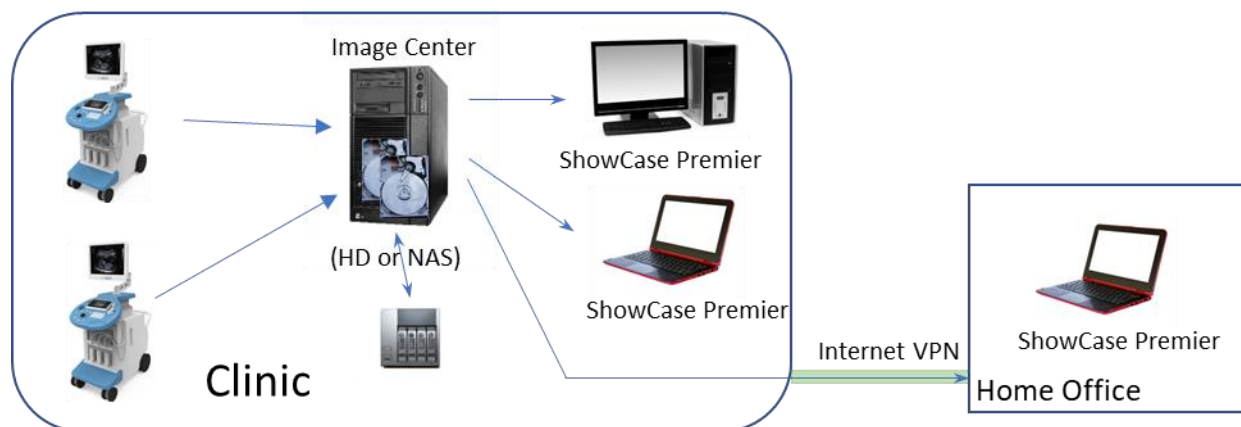 Image Center
ShowCase Premier
(HD or NAS)
ShowCase Premier
Clinic
Internet VPN
ShowCase Premier
Home Office